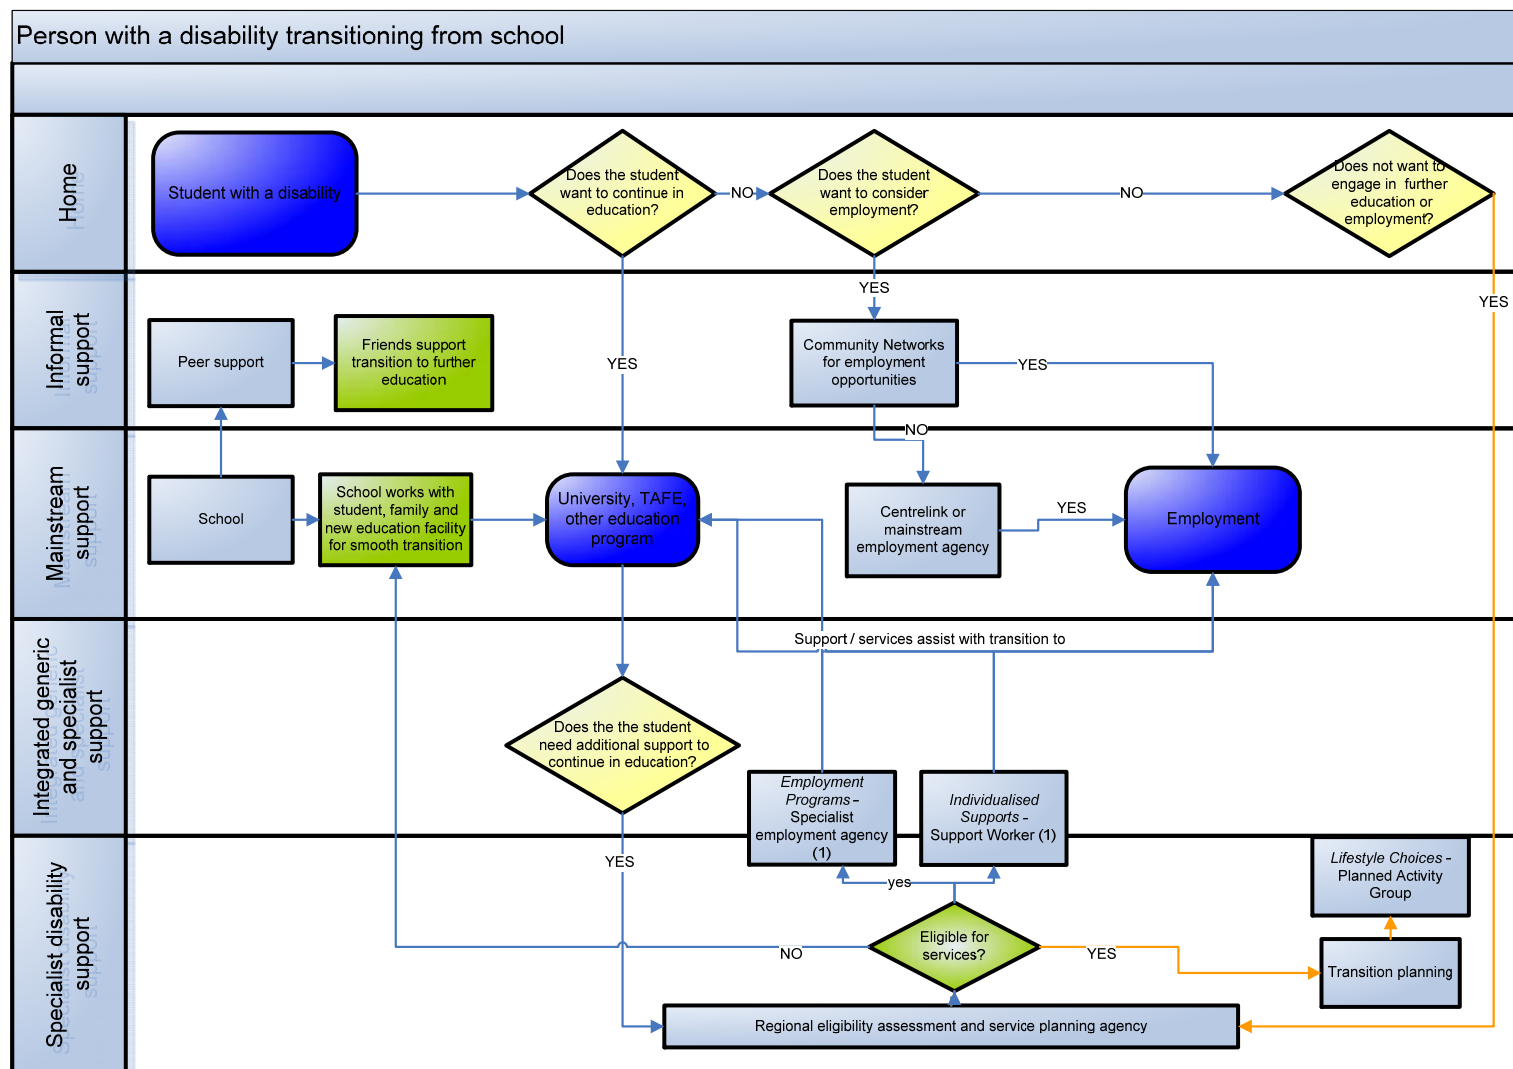 Person with a disability transitioning from school
Home
Student with a disability
Does the student
want to continue in
education?
NO
Does the student
want to consider
employment?
NO
Does not want to
engage in further
education or
employment?
YES
YES
YES
Informal
support
Peer support
Friends support
transition to further
education
Community Networks
for employment
opportunities
YES
NO
Mainstream
support
School
School works with
student, family and
new education facility
for smooth transition
University, TAFE,
other education
program
Centrelink or
mainstream
employment agency
YES
Employment
Integrated generic
and specialist
support
Support / services assist with transition to
Does the the student
need additional support to
continue in education?
YES
Employment
Programs –
Specialist
employment agency
(1)
Individualised
Supports -
Support Worker (1)
Specialist disability
support
yes
Eligible for
services?
NO
YES
Lifestyle Choices -
Planned Activity
Group
Transition planning
Regional eligibility assessment and service planning agency